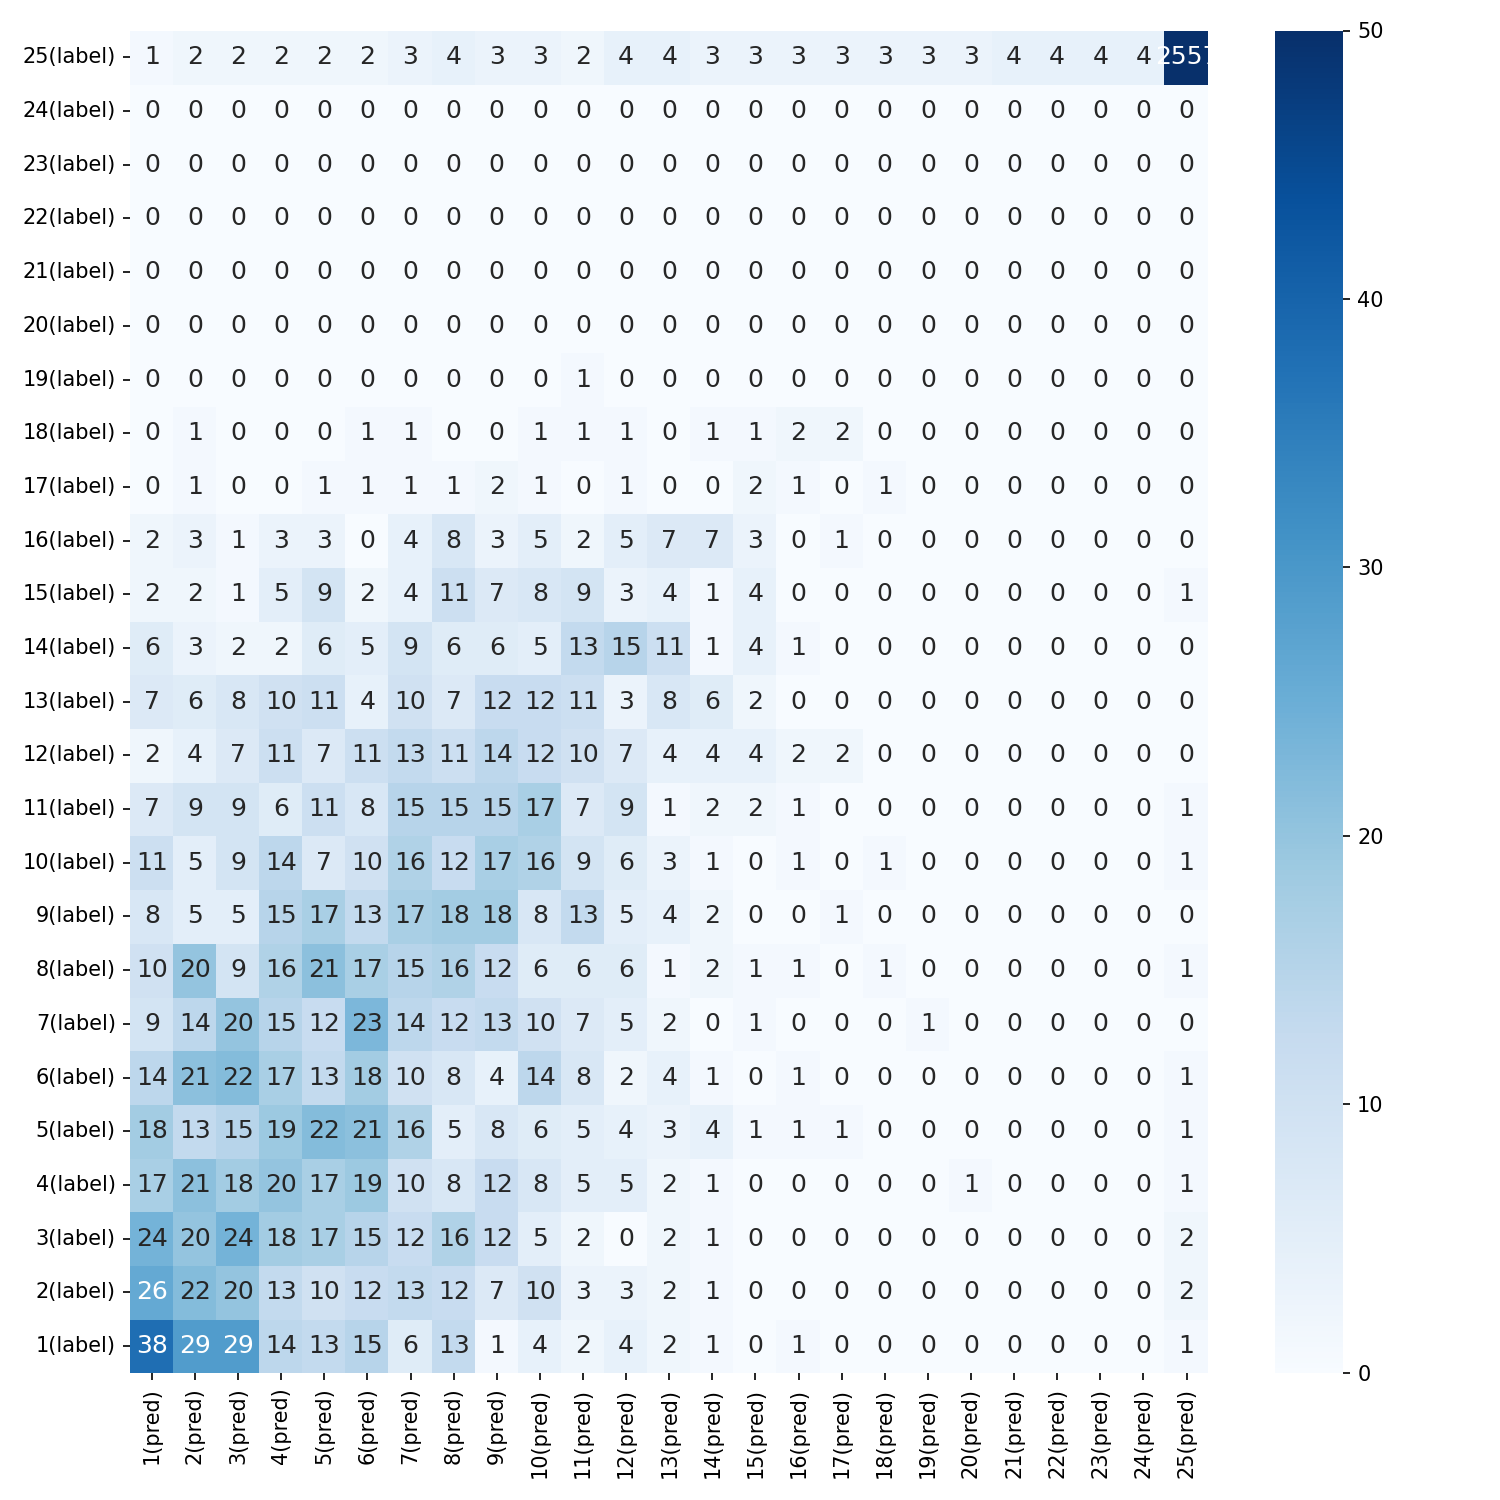 25(label) 1 2 2 2 2 2 3 4 3 3 2 4 4 3 3 3 3 3 3 3 4 4 4 4 2557
24(label) 0 0 0 0 0 0 0 0 0 0 0 0 0 0 0 0 0 0 0 0 0 0 0 0 0
23(label) 0 0 0 0 0 0 0 0 0 0 0 0 0 0 0 0 0 0 0 0 0 0 0 0 0
22(label) 0 0 0 0 0 0 0 0 0 0 0 0 0 0 0 0 0 0 0 0 0 0 0 0 0
21(label) 0 0 0 0 0 0 0 0 0 0 0 0 0 0 0 0 0 0 0 0 0 0 0 0 0
20(label) 0 0 0 0 0 0 0 0 0 0 0 0 0 0 0 0 0 0 0 0 0 0 0 0 0
19(label) 0 0 0 0 0 0 0 0 0 0 1 0 0 0 0 0 0 0 0 0 0 0 0 0 0
18(label) 0 1 0 0 0 1 1 0 0 1 1 1 0 1 1 2 2 0 0 0 0 0 0 0 0
17(label) 0 1 0 0 1 1 1 1 2 1 0 1 0 0 2 1 0 1 0 0 0 0 0 0 0
16(label) 2 3 1 3 3 0 4 8 3 5 2 5 7 7 3 0 1 0 0 0 0 0 0 0 0
15(label) 2 2 1 5 9 2 4 11 7 8 9 3 4 1 4 0 0 0 0 0 0 0 0 0 1
14(label) 6 3 2 2 6 5 9 6 6 5 13 15 11 1 4 1 0 0 0 0 0 0 0 0 0
13(label) 7 6 8 10 11 4 10 7 12 12 11 3 8 6 2 0 0 0 0 0 0 0 0 0 0
12(label) 2 4 7 11 7 11 13 11 14 12 10 7 4 4 4 2 2 0 0 0 0 0 0 0 0
11(label) 7 9 9 6 11 8 15 15 15 17 7 9 1 2 2 1 0 0 0 0 0 0 0 0 1
10(label) 11 5 9 14 7 10 16 12 17 16 9 6 3 1 0 1 0 1 0 0 0 0 0 0 1
9(label) 8 5 5 15 17 13 17 18 18 8 13 5 4 2 0 0 1 0 0 0 0 0 0 0 0
8(label) 10 20 9 16 21 17 15 16 12 6 6 6 1 2 1 1 0 1 0 0 0 0 0 0 1
7(label) 9 14 20 15 12 23 14 12 13 10 7 5 2 0 1 0 0 0 1 0 0 0 0 0 0
6(label) 14 21 22 17 13 18 10 8 4 14 8 2 4 1 0 1 0 0 0 0 0 0 0 0 1
5(label) 18 13 15 19 22 21 16 5 8 6 5 4 3 4 1 1 1 0 0 0 0 0 0 0 1
4(label) 17 21 18 20 17 19 10 8 12 8 5 5 2 1 0 0 0 0 0 1 0 0 0 0 1
3(label) 24 20 24 18 17 15 12 16 12 5 2 0 2 1 0 0 0 0 0 0 0 0 0 0 2
2(label) 26 22 20 13 10 12 13 12 7 10 3 3 2 1 0 0 0 0 0 0 0 0 0 0 2
1(label) 38 29 29 14 13 15 6 13 1 4 2 4 2 1 0 1 0 0 0 0 0 0 0 0 1
1(pred) 2(pred) 3(pred) 4(pred) 5(pred) 6(pred) 7(pred) 8(pred) 9(pred) 10(pred) 11(pred) 12(pred) 13(pred) 14(pred) 15(pred) 16(pred) 17(pred) 18(pred) 19(pred) 20(pred) 21(pred) 22(pred) 23(pred) 24(pred) 25(pred)
50
40
30
20
10
0